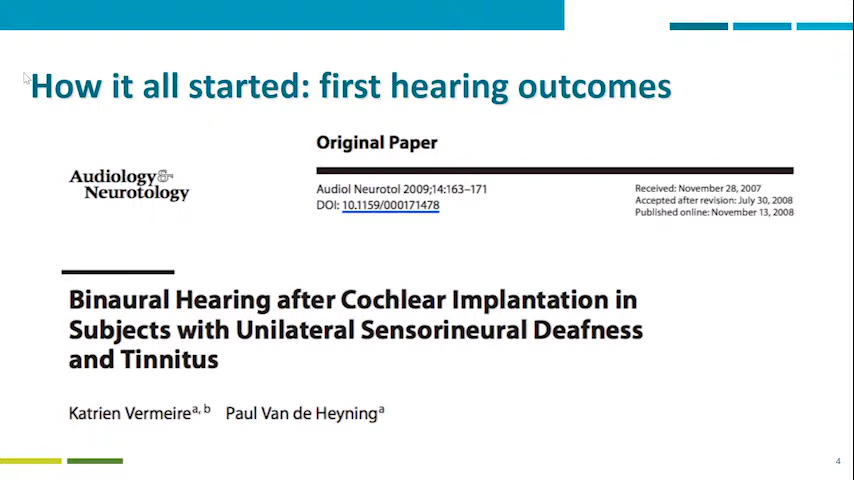 How it all started: first hearing outcomes
Original Paper
Audiology&
Neurotology
Audiol Neurotol 2009;14:163–171
DOI: 10.1159/000171478
Received: November 28, 2007
Accepted after revision: July 30, 2008
Published online: November 13, 2008
Binaural Hearing after Cochlear Implantation in
Subjects with Unilateral Sensorineural Deafness
and Tinnitus
Katrien Vermeire a, b Paul Van de Heyning a
4